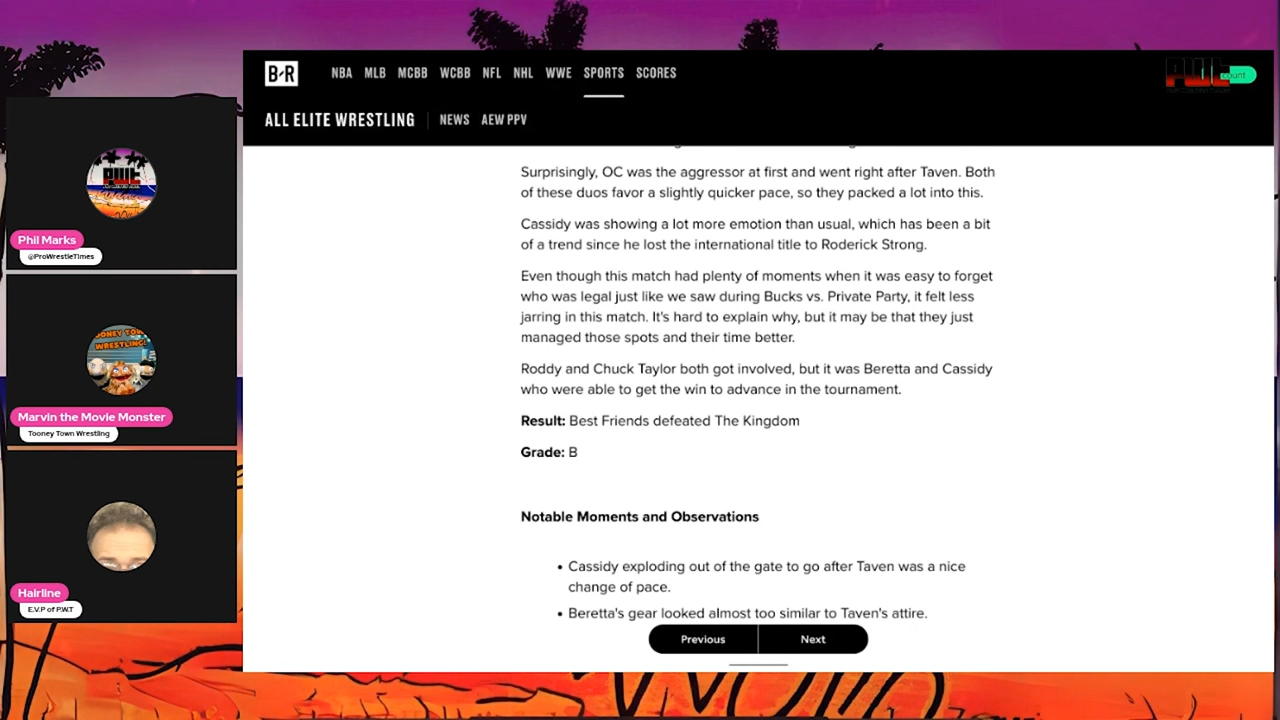 B/R
NBA MLB MCBB WCBB NFL NHL WWE SPORTS SCORES
PWT
count
ALL ELITE WRESTLING NEWS AEW PPV
Surprisingly, OC was the aggressor at first and went right after Taven. Both
of these duos favor a slightly quicker pace, so they packed a lot into this.
Cassidy was showing a lot more emotion than usual, which has been a bit
of a trend since he lost the international title to Roderick Strong.
Even though this match had plenty of moments when it was easy to forget
who was legal just like we saw during Bucks vs. Private Party, it felt less
jarring in this match. It's hard to explain why, but it may be that they just
managed those spots and their time better.
Roddy and Chuck Taylor both got involved, but it was Beretta and Cassidy
who were able to get the win to advance in the tournament.
Result: Best Friends defeated The Kingdom
Grade: B
Notable Moments and Observations
• Cassidy exploding out of the gate to go after Taven was a nice
change of pace.
• Beretta's gear looked almost too similar to Taven's attire.
Previous Next
PWT
Phil Marks
@ProWrestleTimes
TOONEY TOWN
WRESTLING!
Marvin the Movie Monster
Tooney Town Wrestling
Hairline
E.V.P of P.W.T